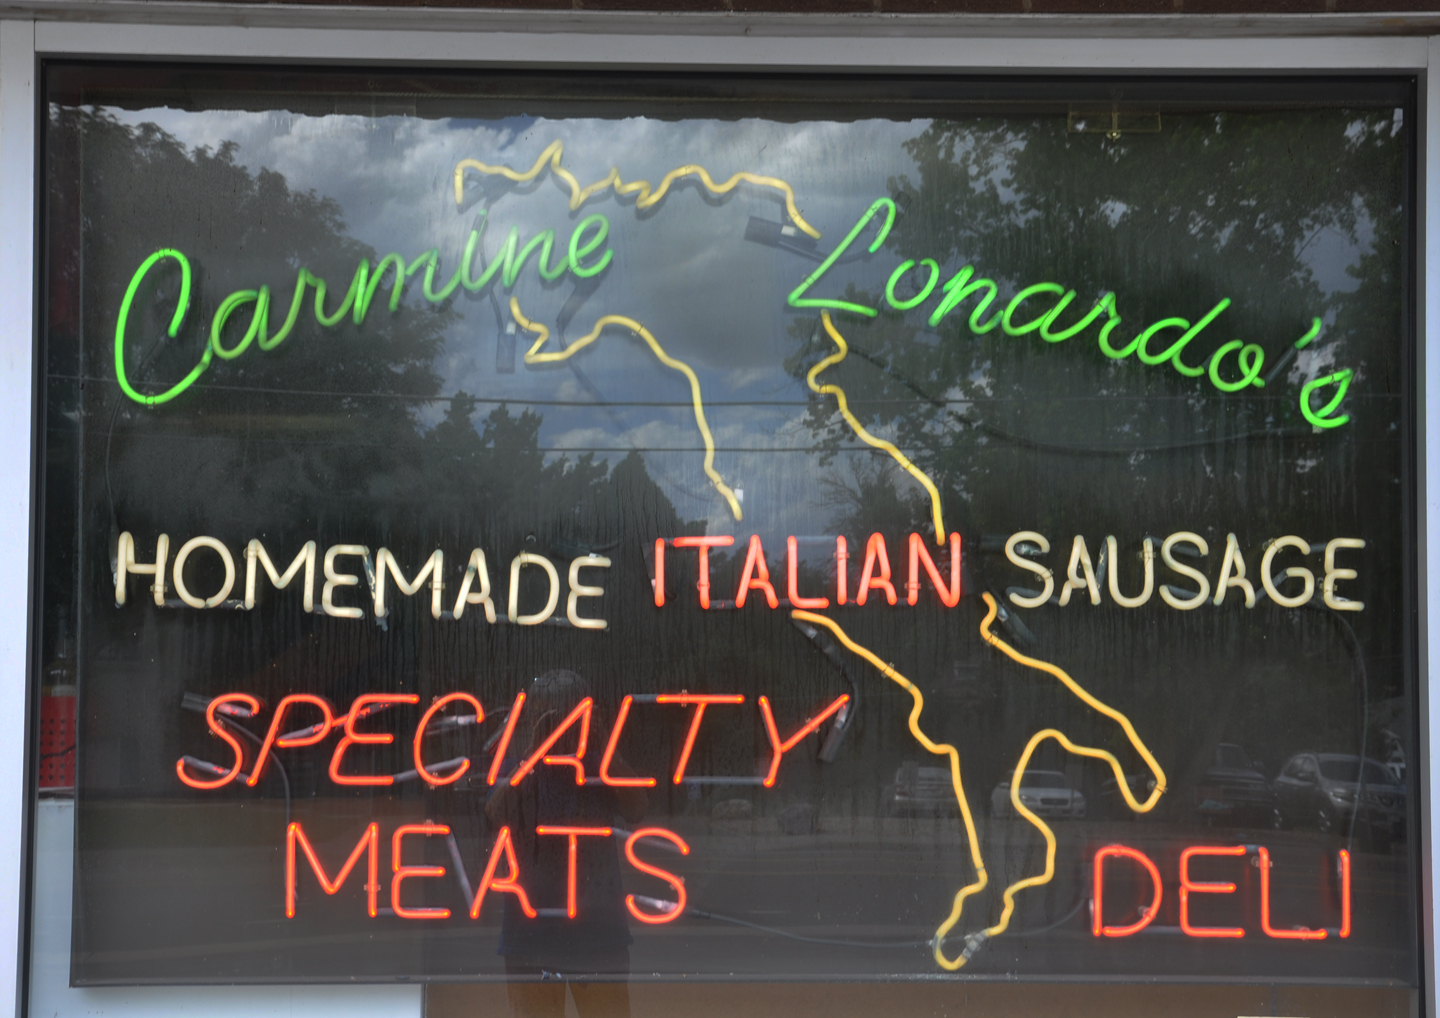 Carmine Lonardo's
HOMEMADE ITALIAN SAUSAGE
SPECIALTY
MEATS DELI